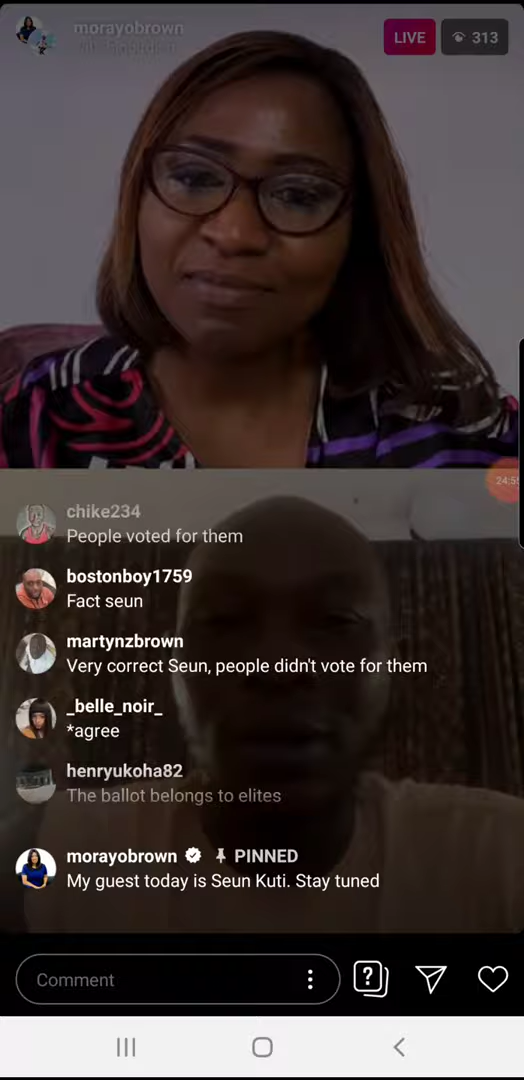 morayobrown
LIVE
313
24:55
chike234
People voted for them
bostonboy1759
Fact seun
martynzbrown
Very correct Seun, people didn't vote for them
_belle_noir_
*agree
henryukoha82
The ballot belongs to elites
morayobrown PINNED
My guest today is Seun Kuti. Stay tuned
Comment